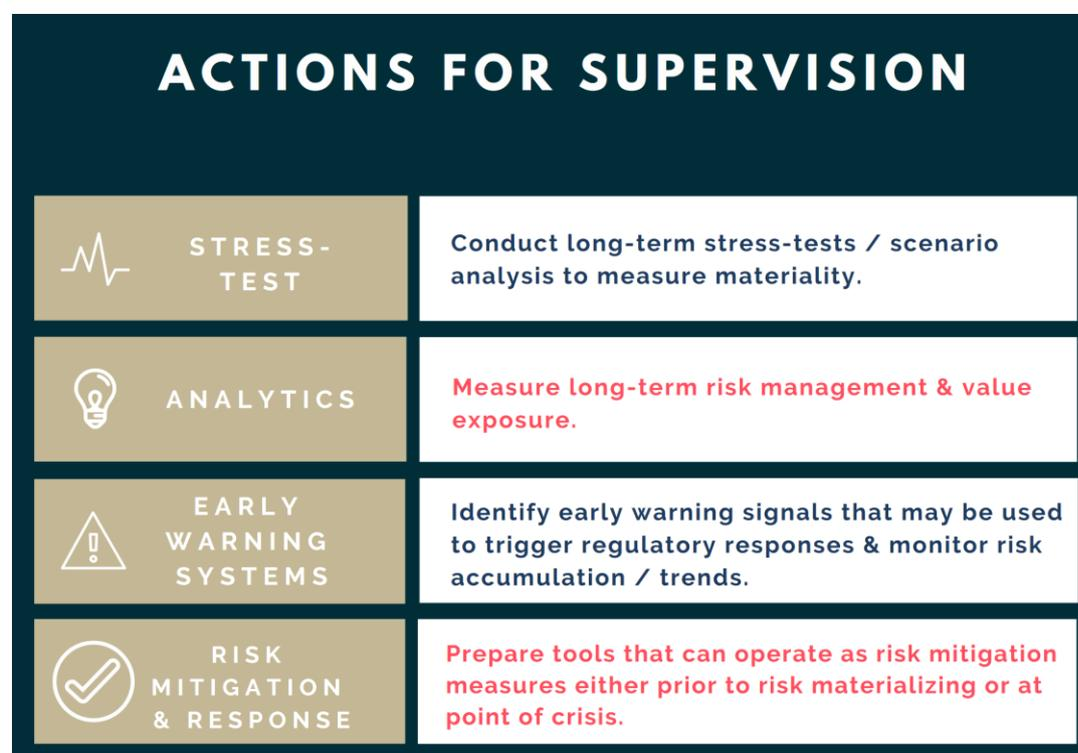 ACTIONS FOR SUPERVISION
STRESS-
TEST
Conduct long-term stress-tests / scenario
analysis to measure materiality.
ANALYTICS
Measure long-term risk management & value
exposure.
EARLY
WARNING
SYSTEMS
Identify early warning signals that may be used
to trigger regulatory responses & monitor risk
accumulation / trends.
RISK
MITIGATION
& RESPONSE
Prepare tools that can operate as risk mitigation
measures either prior to risk materializing or at
point of crisis.